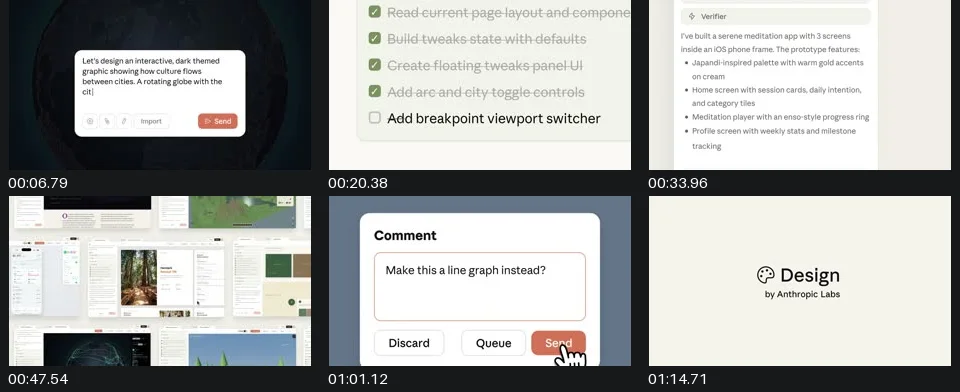 Let's design an interactive, dark themed
graphic showing how culture flows
between cities. A rotating globe with the
cit
Import
Send
00:06.79
Read current page layout and compone
Build tweaks state with defaults
Create floating tweaks panel UI
Add arc and city toggle controls
Add breakpoint viewport switcher
00:20.38
Verifier
I've built a serene meditation app with 3 screens
inside an iOS phone frame. The prototype features:
Japandi-inspired palette with warm gold accents
on cream
Home screen with session cards, daily intention,
and category tiles
Meditation player with an enso-style progress ring
Profile screen with weekly stats and milestone
tracking
00:33.96
00:47.54
Comment
Make this a line graph instead?
Discard
Queue
Send
01:01.12
Design
by Anthropic Labs
01:14.71